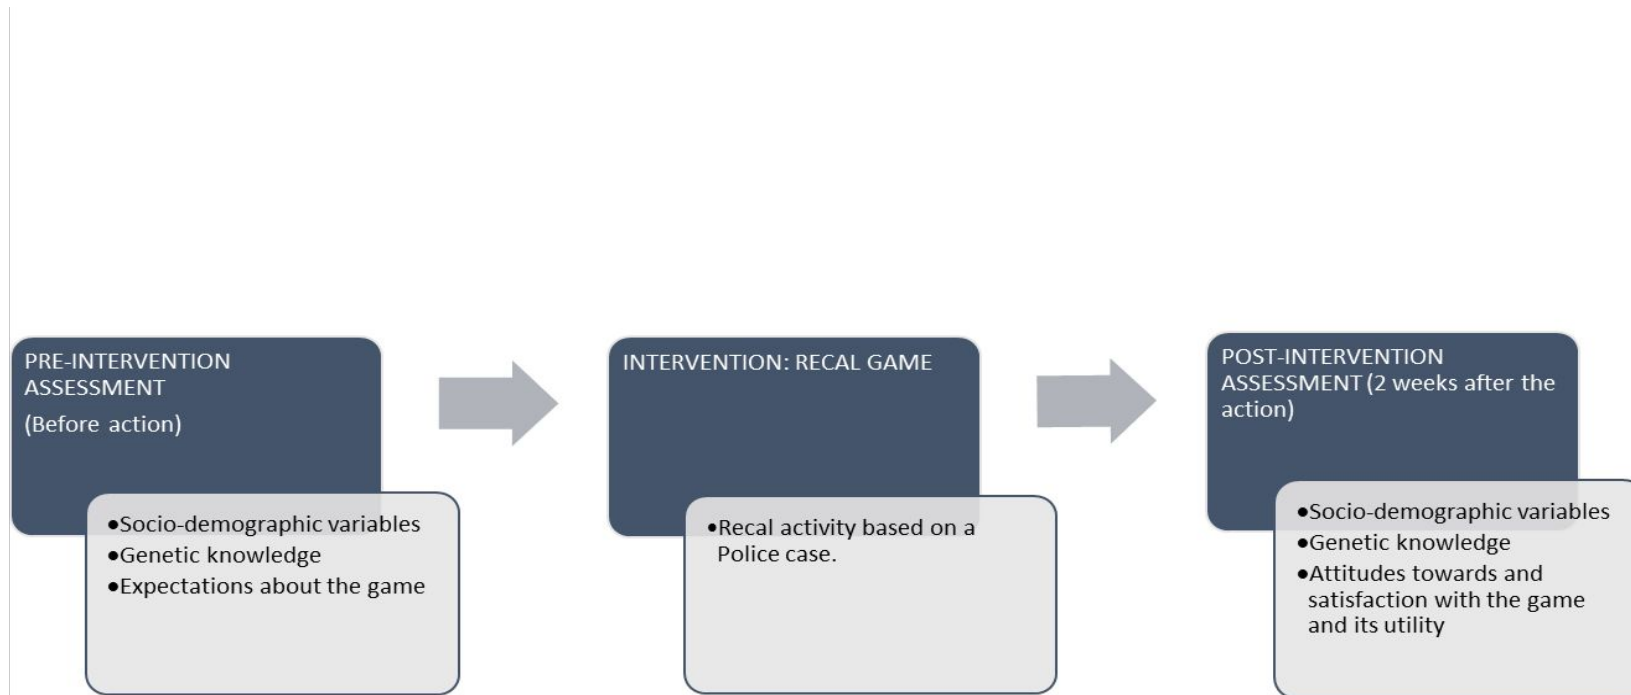 PRE-INTERVENTION
ASSESSMENT
(Before action)
●Socio-demographic variables
●Genetic knowledge
●Expectations about the game
INTERVENTION: RECAL GAME
●Recal activity based on a
Police case.
POST-INTERVENTION
ASSESSMENT (2 weeks after the
action)
●Socio-demographic variables
●Genetic knowledge
●Attitudes towards and
satisfaction with the game
and its utility